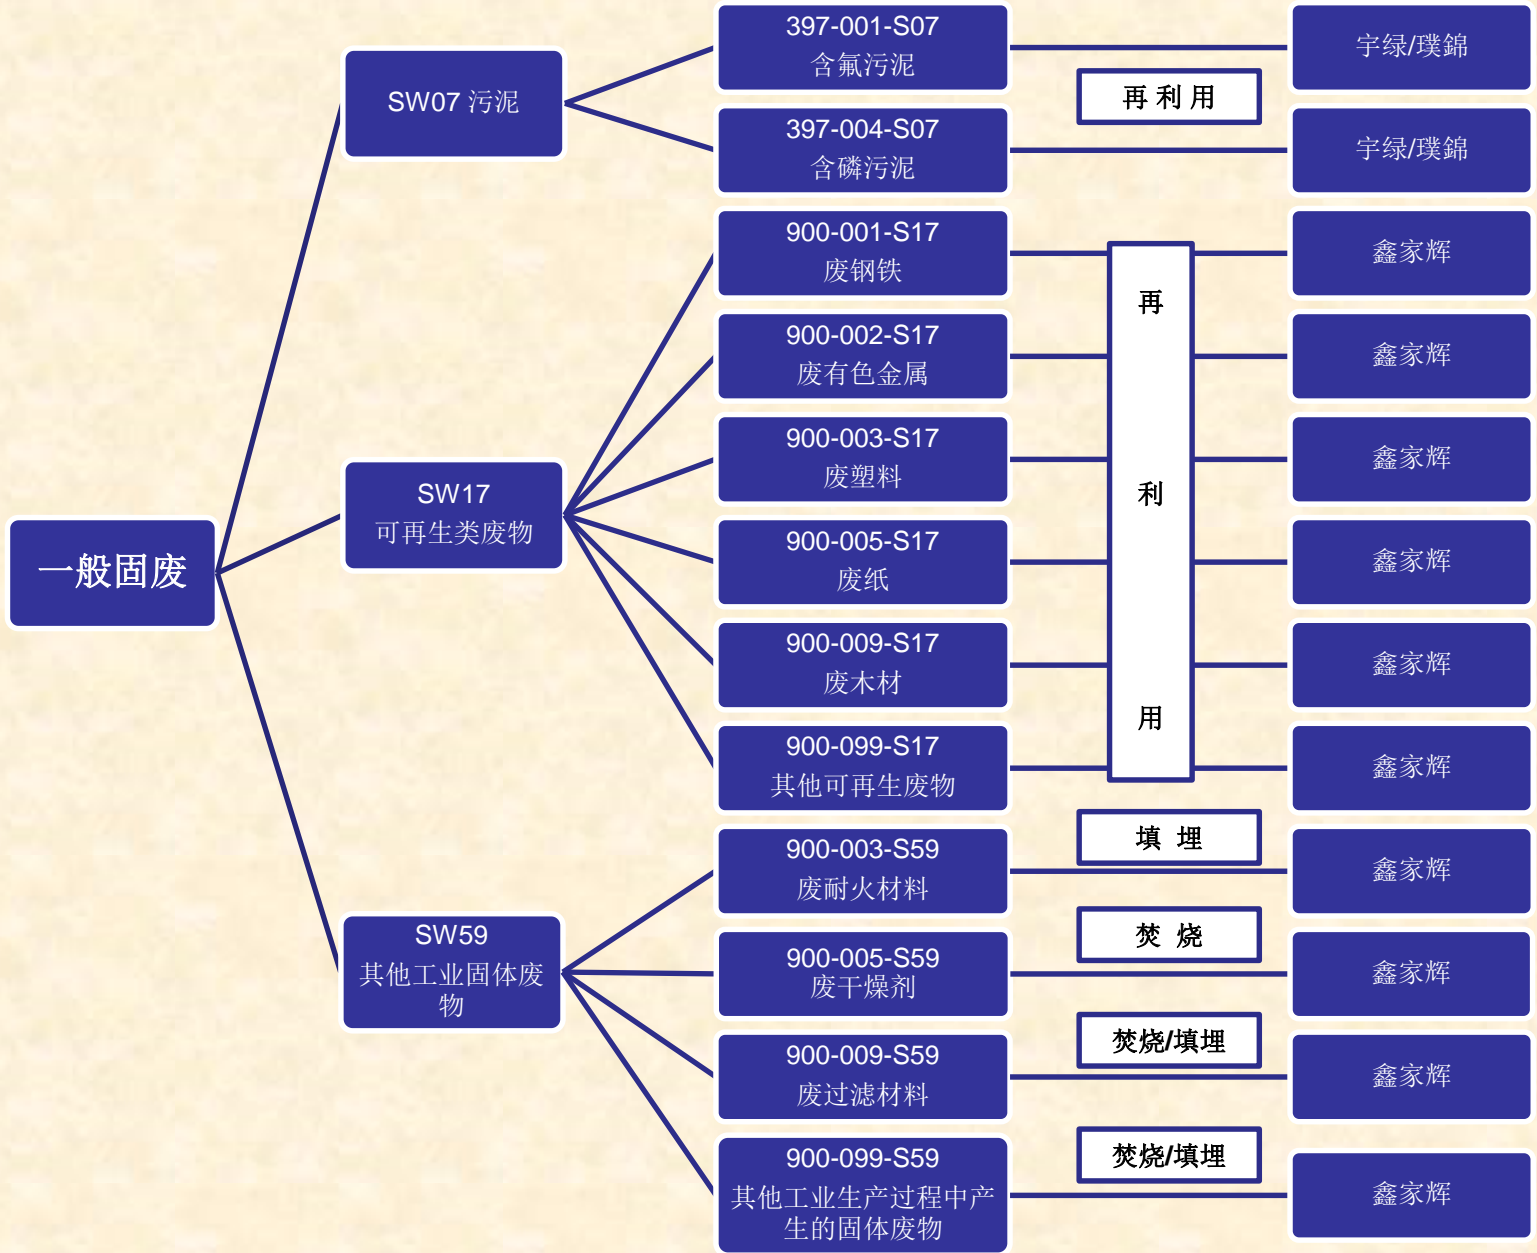 一般固废
SW07 污泥
397-001-S07
含氟污泥
再 利 用
宇绿/璞錦
397-004-S07
含磷污泥
宇绿/璞錦
SW17
可再生类废物
900-001-S17
废钢铁
鑫家辉
900-002-S17
废有色金属
鑫家辉
900-003-S17
废塑料
鑫家辉
900-005-S17
废纸
鑫家辉
900-009-S17
废木材
鑫家辉
900-099-S17
其他可再生废物
鑫家辉
再
利
用
SW59
其他工业固体废
物
900-003-S59
废耐火材料
填 埋
鑫家辉
900-005-S59
废干燥剂
焚 烧
鑫家辉
900-009-S59
废过滤材料
焚烧/填埋
鑫家辉
900-099-S59
其他工业生产过程中产
生的固体废物
焚烧/填埋
鑫家辉